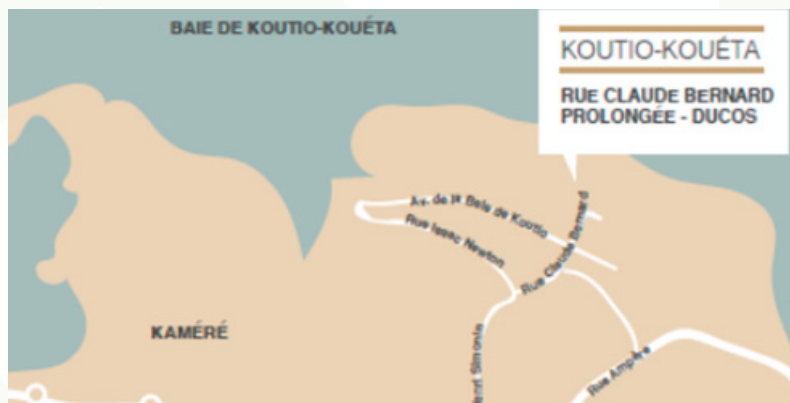 BAIE DE KOUTIO-KOUÉTA
KOUTIO-KOUÉTA
RUE CLAUDE BERNARD
PROLONGÉE - DUCOS
Av. de la Baie de Koutio
Rue Isaac Newton
Rue Claude Bernard
KAMÉRÉ
Simonin
Rue Ampère